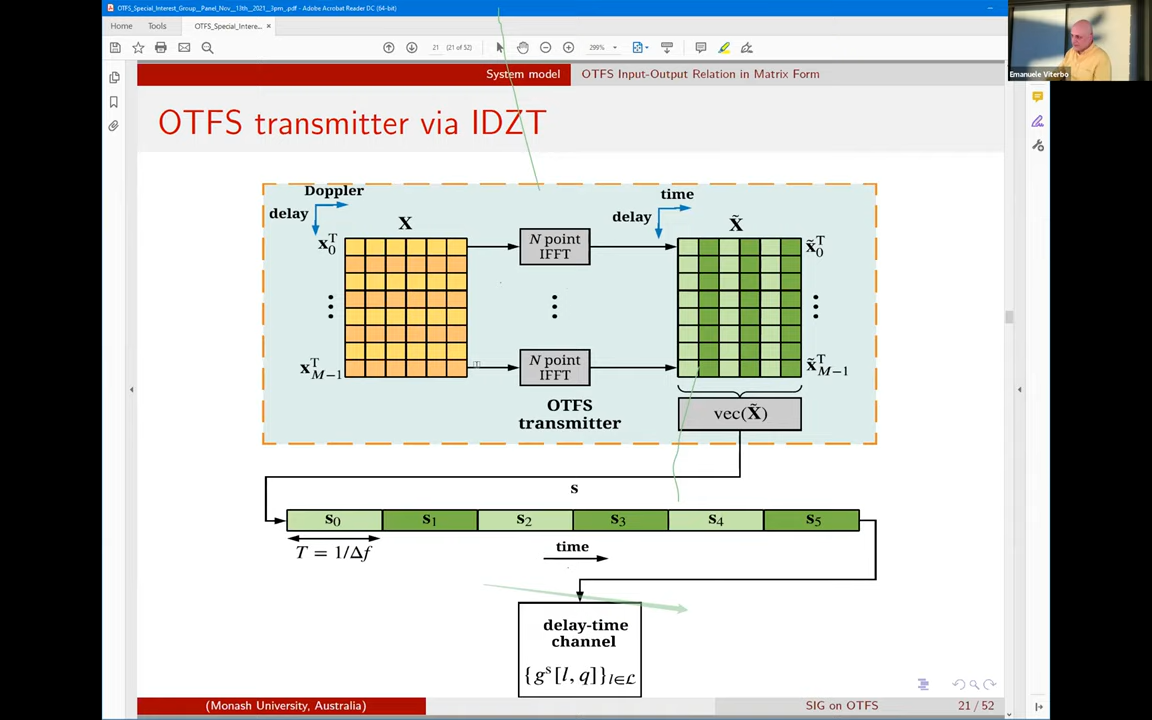 OTFS_Special_Interest_Group_Panel_Nov__13th__2021__3pm_.pdf - Adobe Acrobat Reader DC (64-bit)
Home Tools OTFS_Special_Interest... ×
21 (21 of 52) 299%
Emanuele Viterbo
System model OTFS Input-Output Relation in Matrix Form
OTFS transmitter via IDZT
Doppler
delay
X
time
delay
X̃
x₀ᵀ
N point
IFFT
x̃₀ᵀ
x_{M−1}ᵀ
N point
IFFT
x̃_{M−1}ᵀ
OTFS
transmitter
vec(X̃)
s
s₀ s₁ s₂ s₃ s₄ s₅
T = 1/Δf
time
delay-time
channel
{gˢ[l, q]}_{l∈ℒ}
(Monash University, Australia) SIG on OTFS 21 / 52